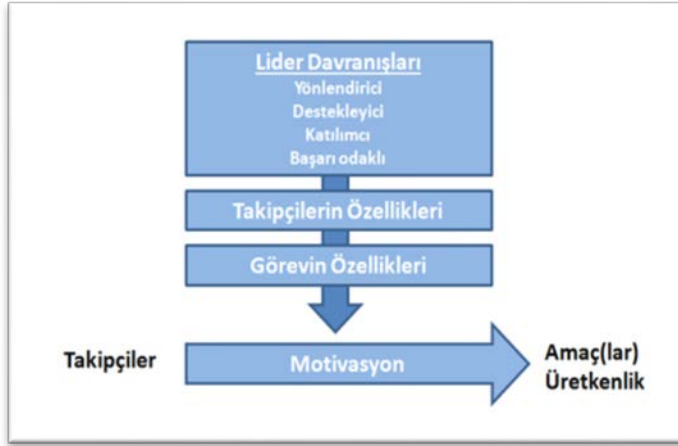 Lider Davranışları
Yönlendirici
Destekleyici
Katılımcı
Başarı odaklı
Takipçilerin Özellikleri
Görevin Özellikleri
Takipçiler
Motivasyon
Amaç(lar)
Üretkenlik